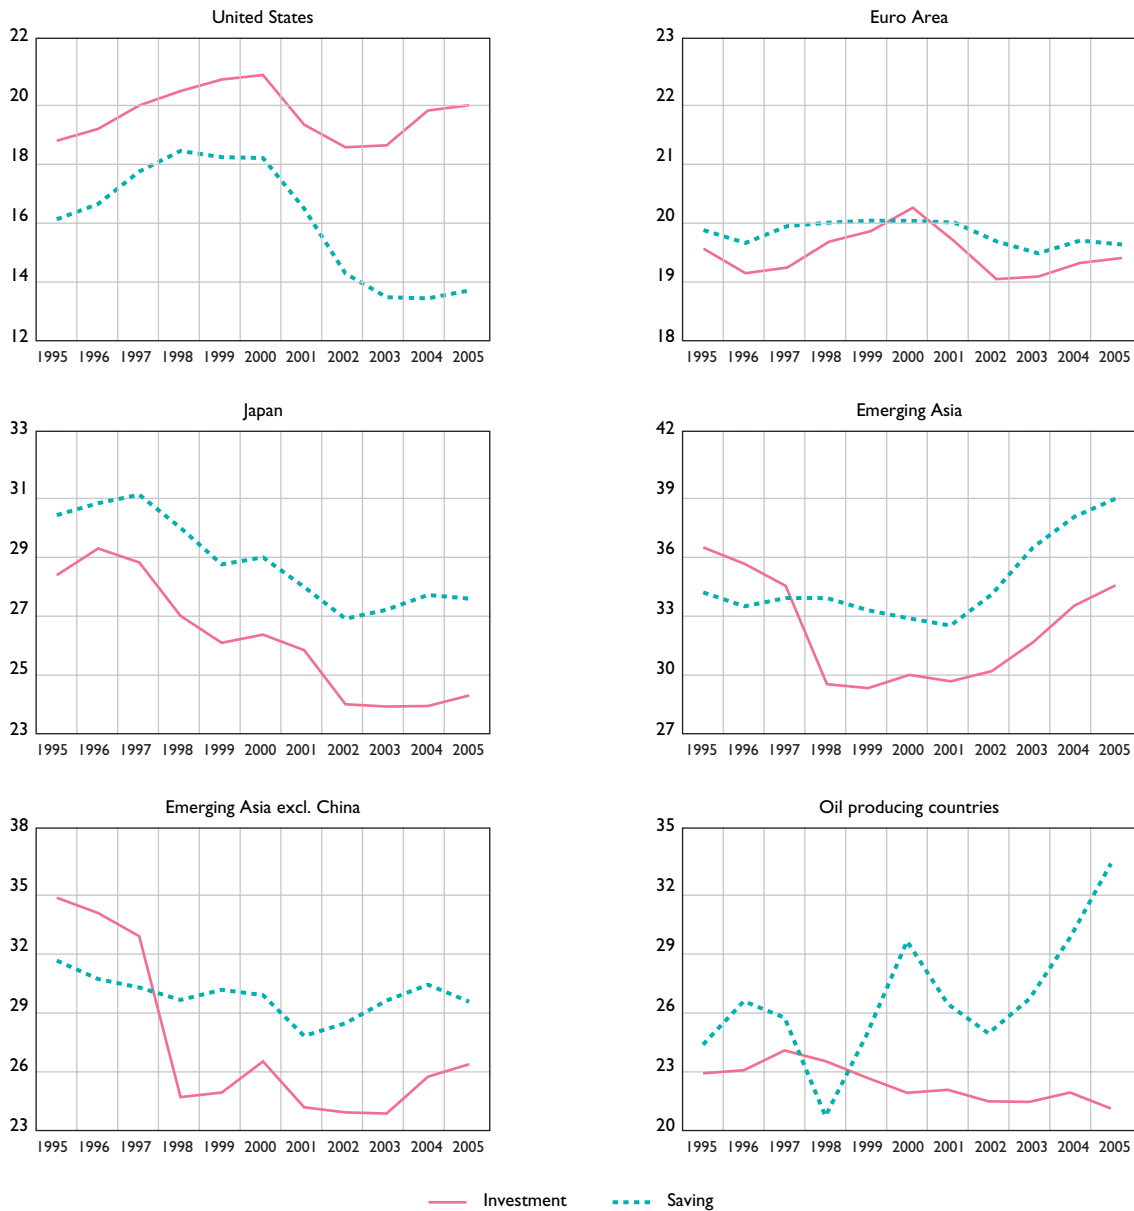 United States
22
20
18
16
14
12
1995 1996 1997 1998 1999 2000 2001 2002 2003 2004 2005
Euro Area
23
22
21
20
19
18
1995 1996 1997 1998 1999 2000 2001 2002 2003 2004 2005
Japan
33
31
29
27
25
23
1995 1996 1997 1998 1999 2000 2001 2002 2003 2004 2005
Emerging Asia
42
39
36
33
30
27
1995 1996 1997 1998 1999 2000 2001 2002 2003 2004 2005
Emerging Asia excl. China
38
35
32
29
26
23
1995 1996 1997 1998 1999 2000 2001 2002 2003 2004 2005
Oil producing countries
35
32
29
26
23
20
1995 1996 1997 1998 1999 2000 2001 2002 2003 2004 2005
Investment Saving